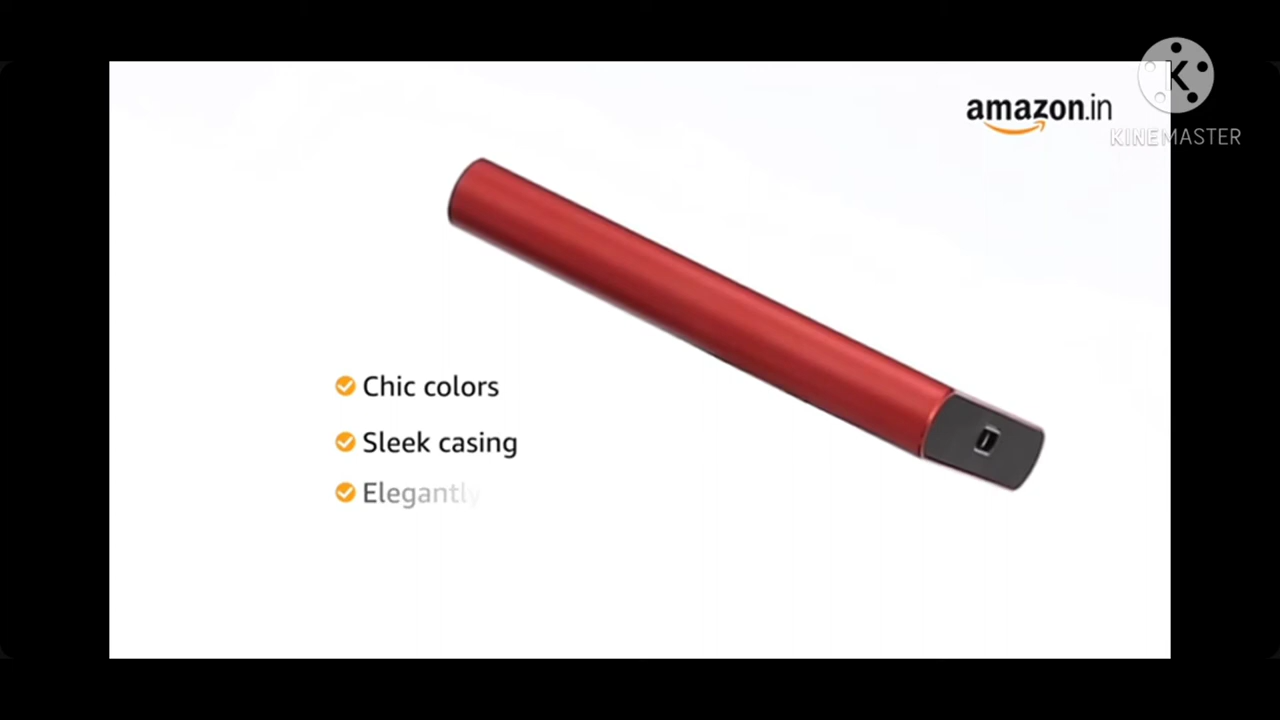 amazon.in
K
KINEMASTER
Chic colors
Sleek casing
Elegantly